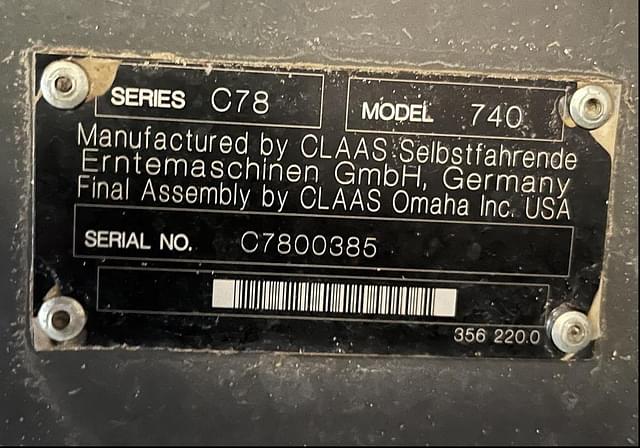 SERIES C78 MODEL 740
Manufactured by CLAAS Selbstfahrende
Erntemaschinen GmbH, Germany
Final Assembly by CLAAS Omaha Inc. USA
SERIAL NO. C7800385
356 220.0